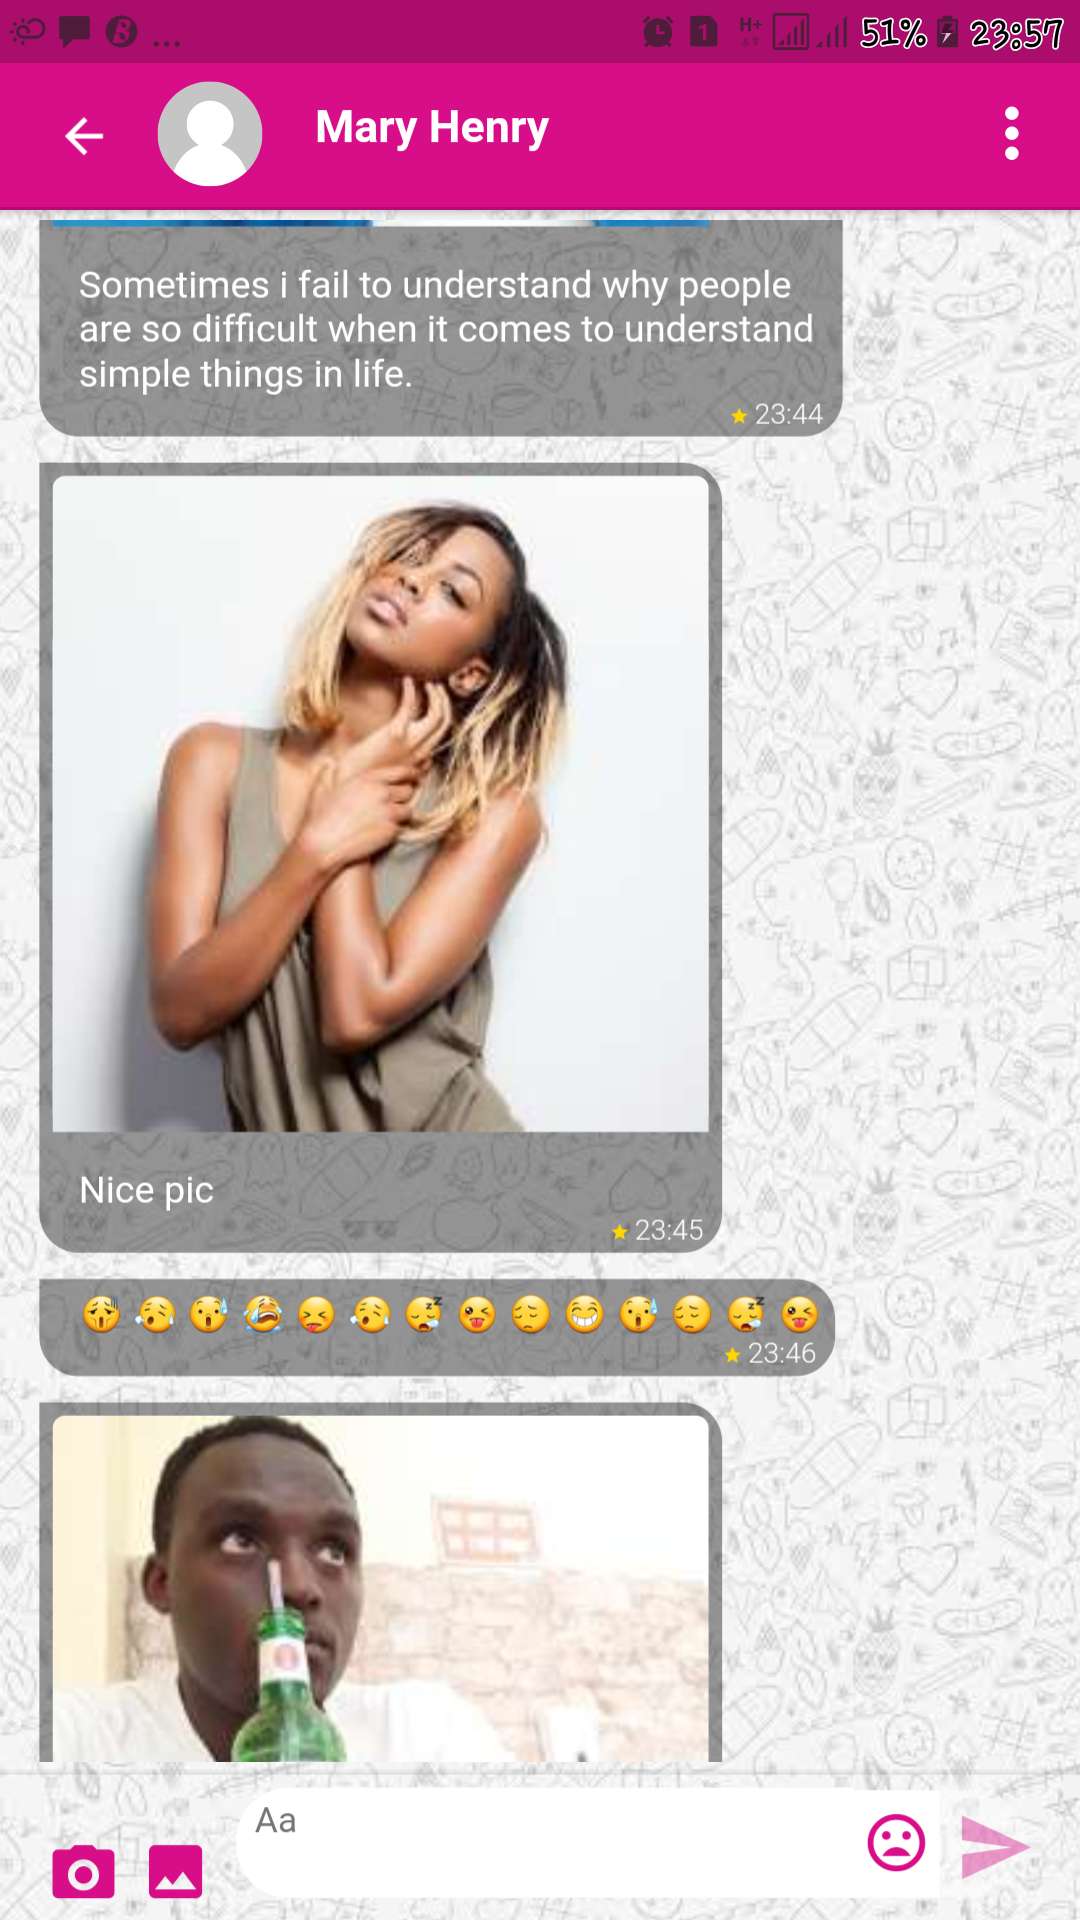 H+ 51% 23:57
1
Mary Henry
Sometimes i fail to understand why people
are so difficult when it comes to understand
simple things in life.
23:44
Nice pic
23:45
23:46
Aa